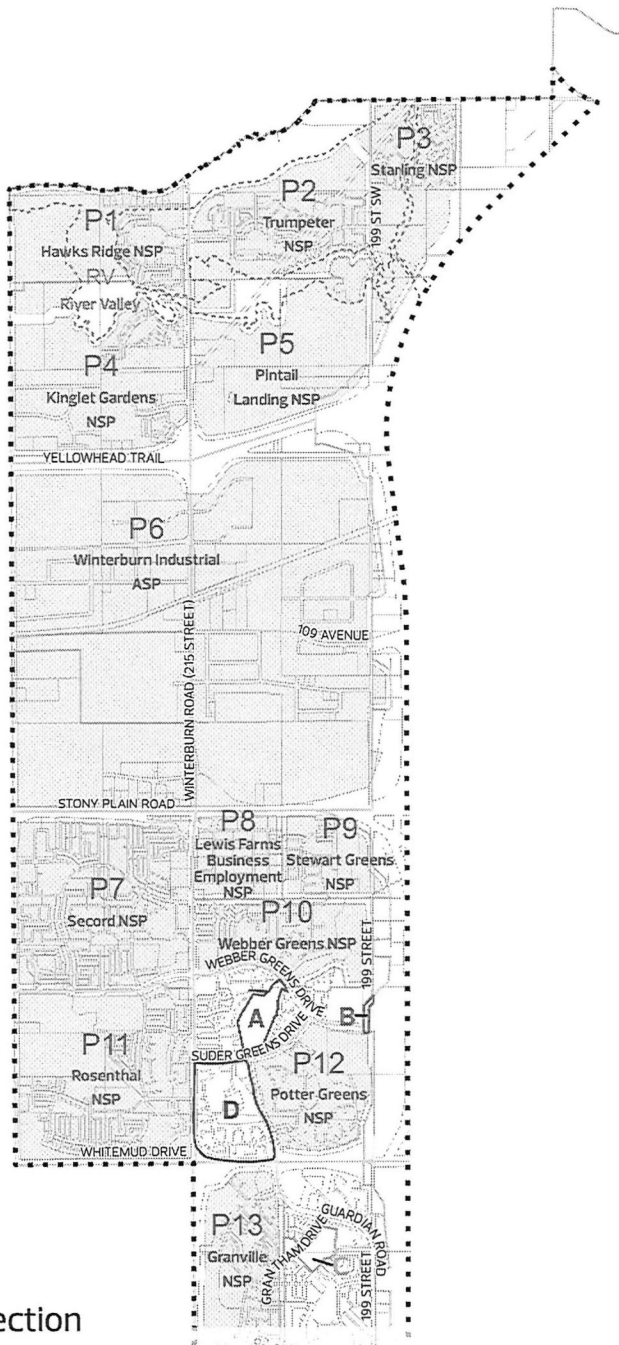 P3
Starling NSP
199 ST SW
P2
Trumpeter
NSP
P1
Hawks Ridge NSP
RV
River Valley
P5
Pintail
Landing NSP
P4
Kinglet Gardens
NSP
YELLOWHEAD TRAIL
P6
Winterburn Industrial
ASP
WINTERBURN ROAD (215 STREET)
109 AVENUE
STONY PLAIN ROAD
P8
Lewis Farms
Business
Employment
NSP
P9
Stewart Greens
NSP
P7
Secord NSP
P10
Webber Greens NSP
199 STREET
WEBBER GREENS DRIVE
A
B
SUDER GREENS DRIVE
P11
Rosenthal
NSP
P12
Potter Greens
NSP
D
WHITEMUD DRIVE
P13
Granville
NSP
GRANTHAM DRIVE
GUARDIAN ROAD
C
199 STREET
ection